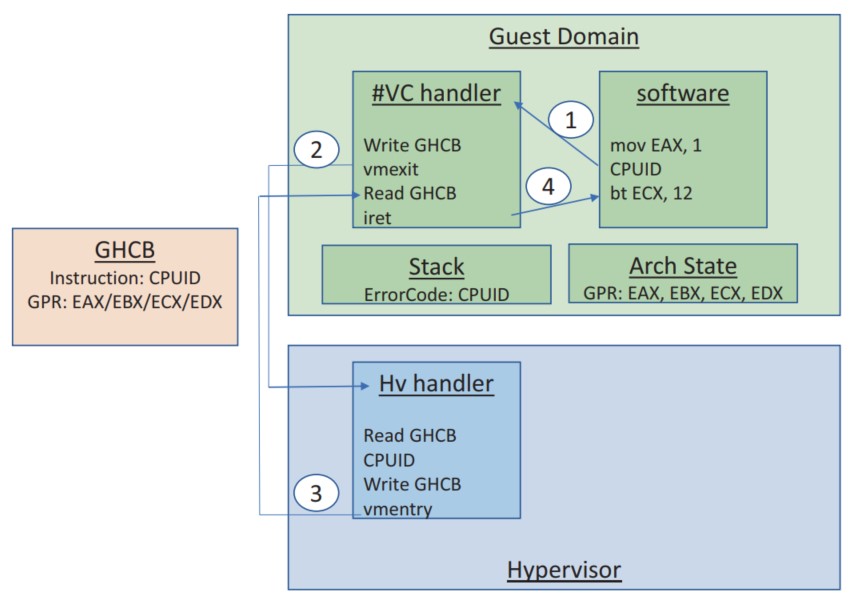 Guest Domain
#VC handler
Write GHCB
vmexit
Read GHCB
iret
software
mov EAX, 1
CPUID
bt ECX, 12
1
2
4
Stack
ErrorCode: CPUID
Arch State
GPR: EAX, EBX, ECX, EDX
GHCB
Instruction: CPUID
GPR: EAX/EBX/ECX/EDX
Hv handler
Read GHCB
CPUID
Write GHCB
vmentry
3
Hypervisor